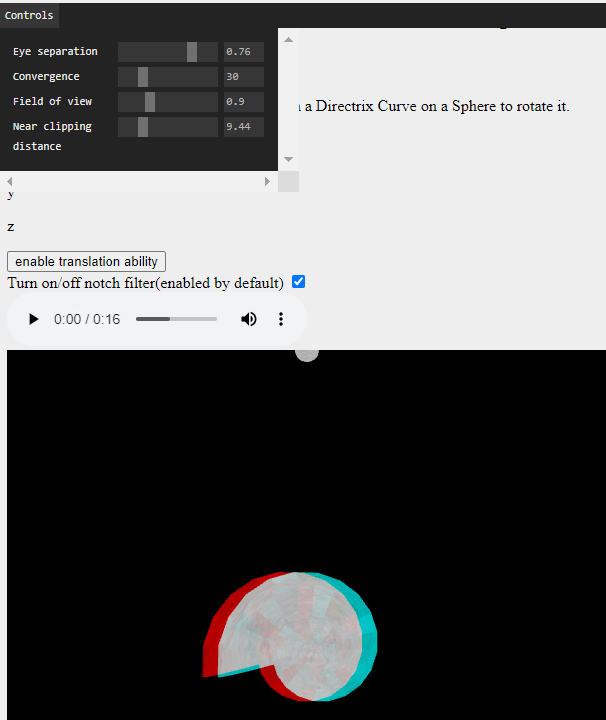 Controls
Eye separation 0.76
Convergence 30
a Directrix Curve on a Sphere to rotate it.
Field of view 0.9
Near clipping distance 9.44
y
z
enable translation ability
Turn on/off notch filter(enabled by default)
0:00 / 0:16